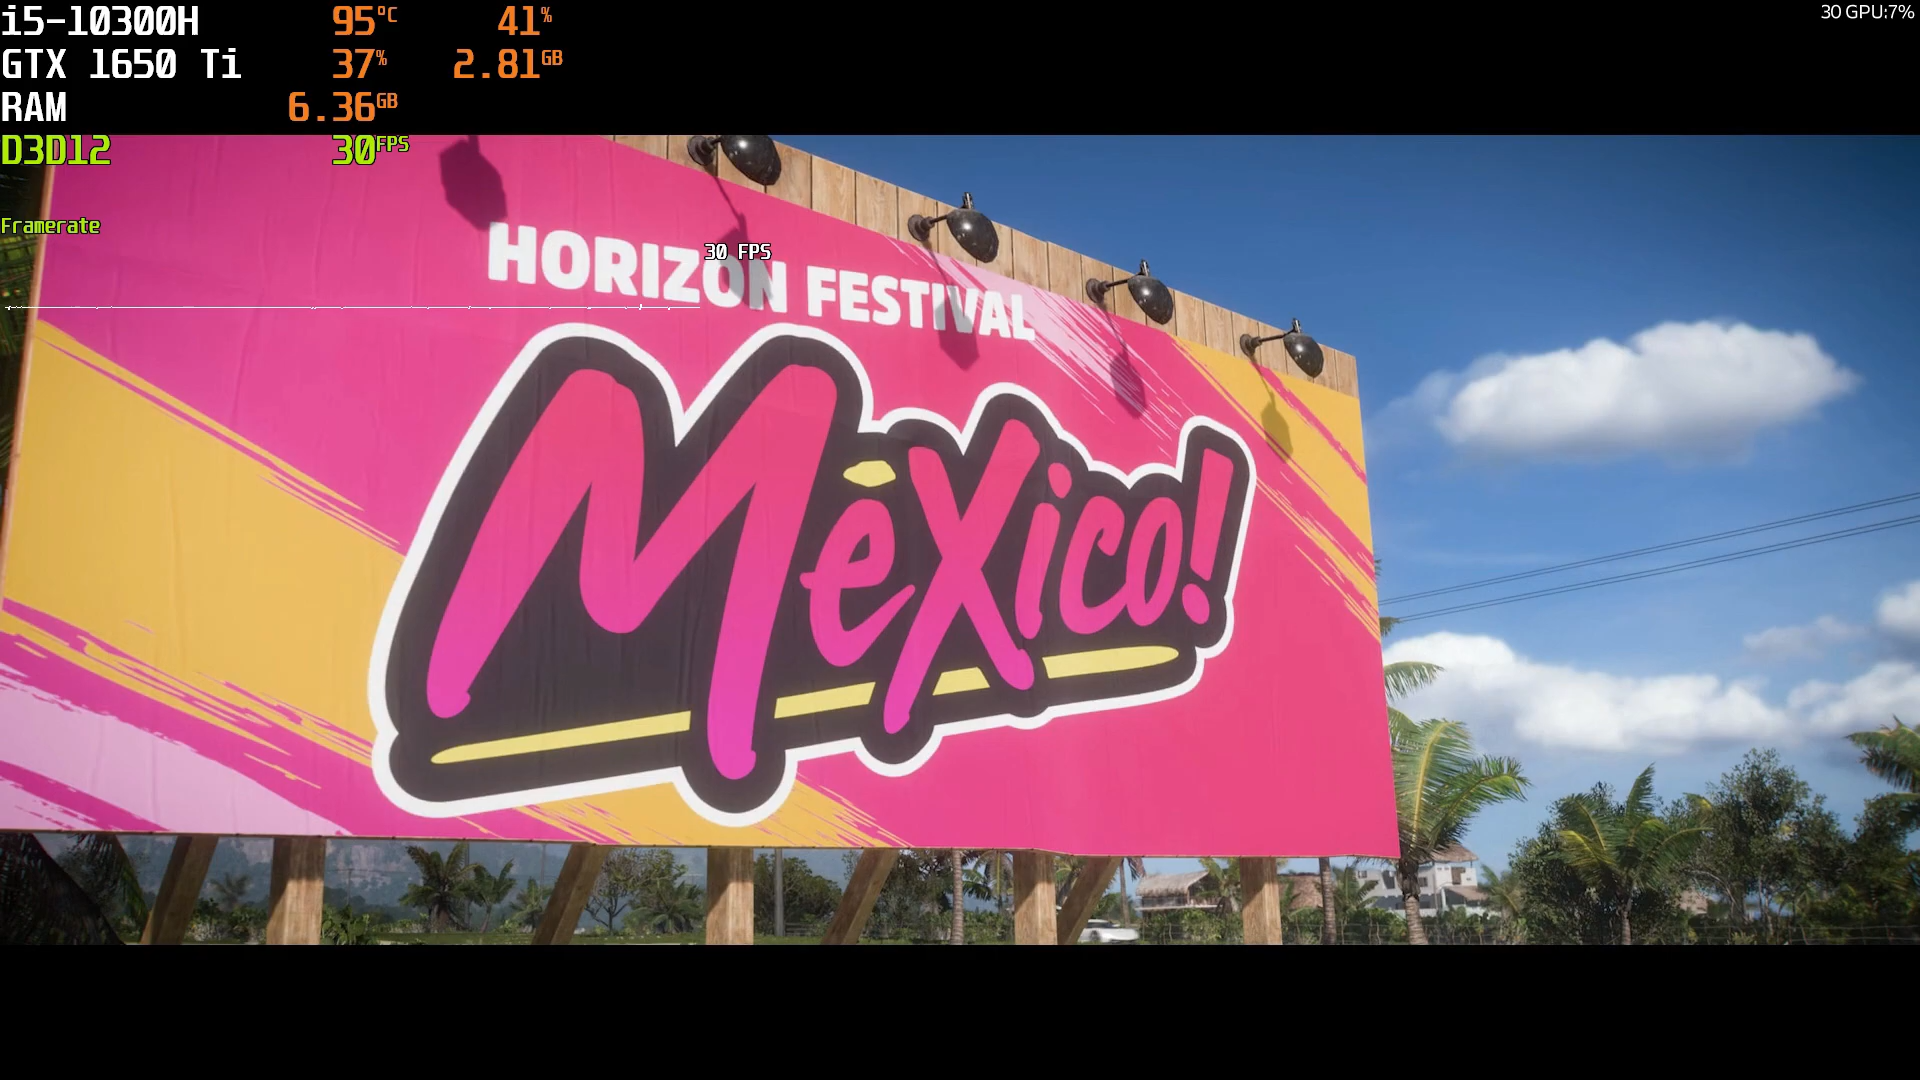 i5-10300H 95°C 41% 30 GPU:7%
GTX 1650 Ti 37% 2.81GB
RAM 6.36GB
D3D12 30FPS
Framerate
30 FPS
HORIZON FESTIVAL
MeXico!